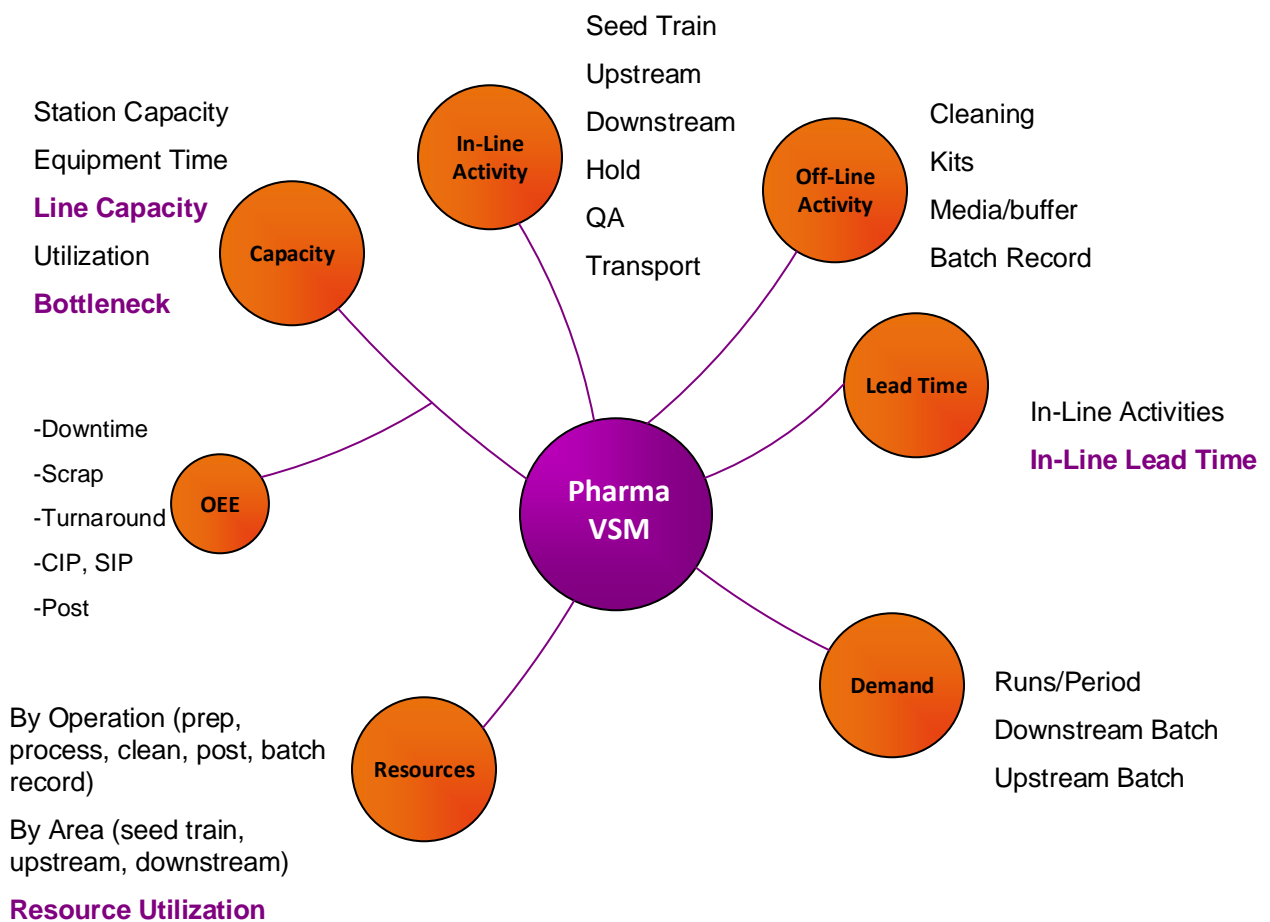 Seed Train
Upstream
Downstream
Hold
QA
Transport
In-Line
Activity
Station Capacity
Equipment Time
Line Capacity
Utilization
Bottleneck
Capacity
Cleaning
Kits
Media/buffer
Batch Record
Off-Line
Activity
Lead Time
In-Line Activities
In-Line Lead Time
-Downtime
-Scrap
-Turnaround
-CIP, SIP
-Post
OEE
Pharma
VSM
Demand
Runs/Period
Downstream Batch
Upstream Batch
By Operation (prep,
process, clean, post, batch
record)
By Area (seed train,
upstream, downstream)
Resource Utilization
Resources